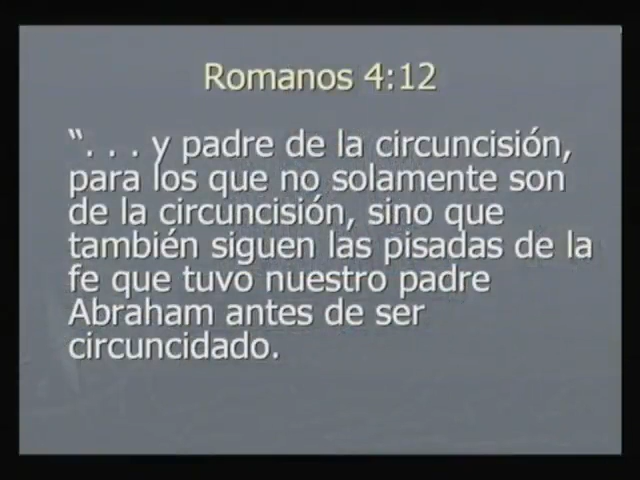 Romanos 4:12
“. . . y padre de la circuncisión,
para los que no solamente son
de la circuncisión, sino que
también siguen las pisadas de la
fe que tuvo nuestro padre
Abraham antes de ser
circuncidado.